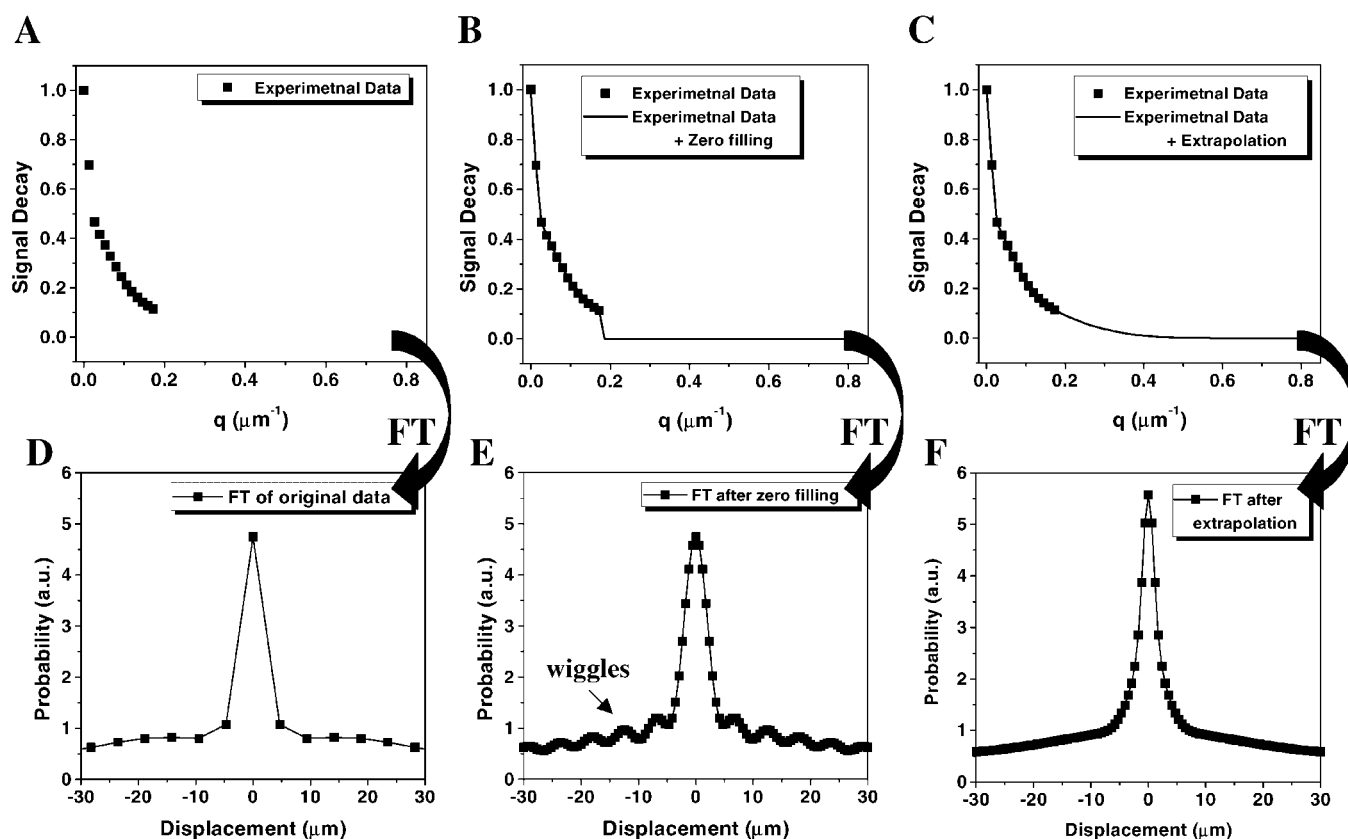 A
Experimetnal Data
1.0
0.8
0.6
0.4
0.2
0.0
Signal Decay
0.0 0.2 0.4 0.6 0.8
q (μm⁻¹)
FT
B
Experimetnal Data
Experimetnal Data
+ Zero filling
1.0
0.8
0.6
0.4
0.2
0.0
Signal Decay
0.0 0.2 0.4 0.6 0.8
q (μm⁻¹)
FT
C
Experimetnal Data
Experimetnal Data
+ Extrapolation
1.0
0.8
0.6
0.4
0.2
0.0
Signal Decay
0.0 0.2 0.4 0.6 0.8
q (μm⁻¹)
FT
D
FT of original data
6
5
4
3
2
1
0
Probability (a.u.)
-30 -20 -10 0 10 20 30
Displacement (μm)
E
FT after zero filling
6
5
4
3
2
1
0
Probability (a.u.)
wiggles
-30 -20 -10 0 10 20 30
Displacement (μm)
F
FT after
extrapolation
6
5
4
3
2
1
0
Probability (a.u.)
-30 -20 -10 0 10 20 30
Displacement (μm)